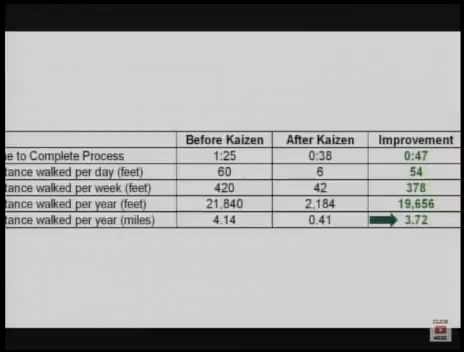 Before Kaizen After Kaizen Improvement
e to Complete Process 1:25 0:38 0:47
tance walked per day (feet) 60 6 54
tance walked per week (feet) 420 42 378
tance walked per year (feet) 21,840 2,184 19,656
tance walked per year (miles) 4.14 0.41 3.72
CLICK
HERE